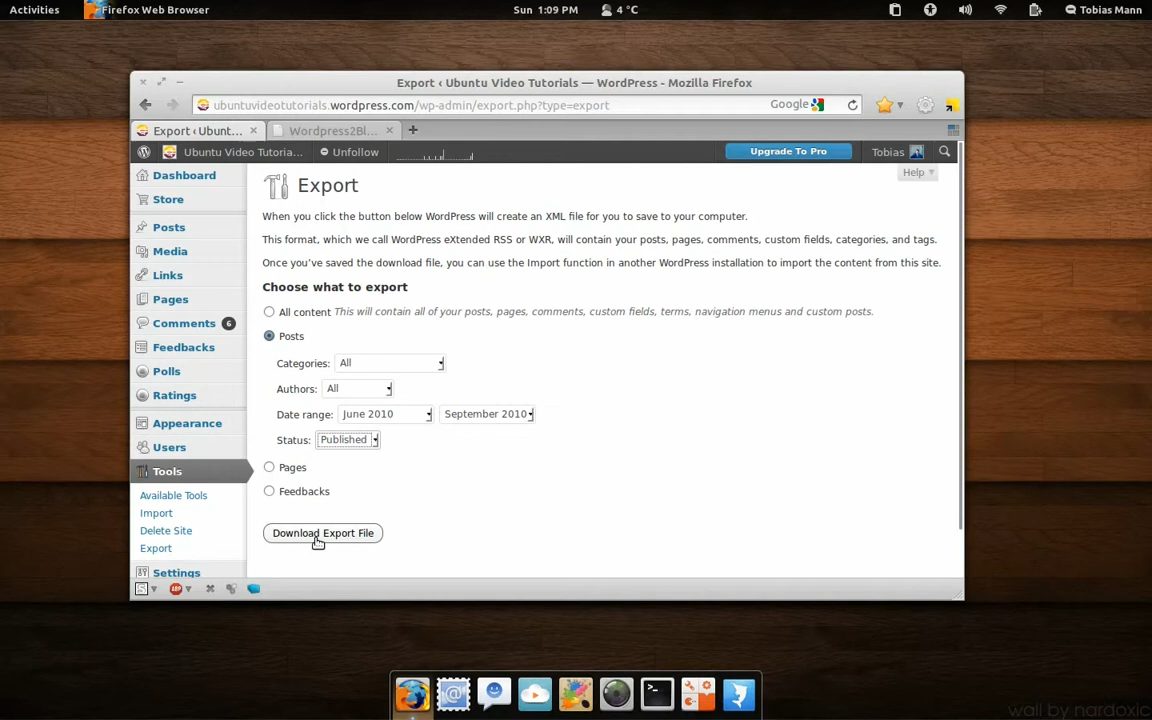 Activities
Firefox Web Browser
Sun 1:09 PM
4 °C
Tobias Mann
Export ‹ Ubuntu Video Tutorials — WordPress - Mozilla Firefox
ubuntuvideotutorials.wordpress.com/wp-admin/export.php?type=export
Google
Export ‹ Ubunt...
Wordpress2Bl...
Ubuntu Video Tutoria...
Unfollow
Upgrade To Pro
Tobias
Help
Dashboard
Store
Posts
Media
Links
Pages
Comments 6
Feedbacks
Polls
Ratings
Appearance
Users
Tools
Available Tools
Import
Delete Site
Export
Settings
Export
When you click the button below WordPress will create an XML file for you to save to your computer.
This format, which we call WordPress eXtended RSS or WXR, will contain your posts, pages, comments, custom fields, categories, and tags.
Once you've saved the download file, you can use the Import function in another WordPress installation to import the content from this site.
Choose what to export
All content This will contain all of your posts, pages, comments, custom fields, terms, navigation menus and custom posts.
Posts
Categories: All
Authors: All
Date range: June 2010 September 2010
Status: Published
Pages
Feedbacks
Download Export File
ABP
wall by nardoxic